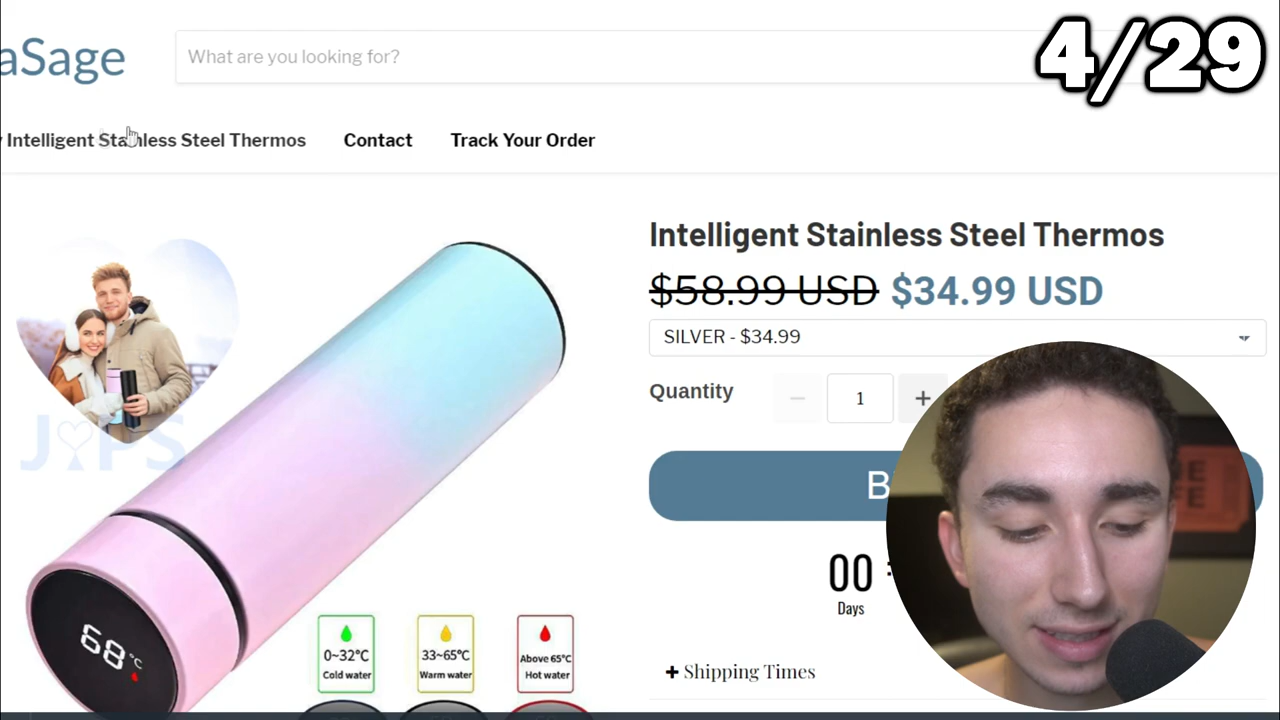 4/29
aSage
What are you looking for?
Intelligent Stainless Steel Thermos
Contact
Track Your Order
Intelligent Stainless Steel Thermos
$58.99 USD $34.99 USD
SILVER - $34.99
Quantity
1
B
00 :
Days
Shipping Times
68°C
0~32°C
Cold water
33~65°C
Warm water
Above 65°C
Hot water